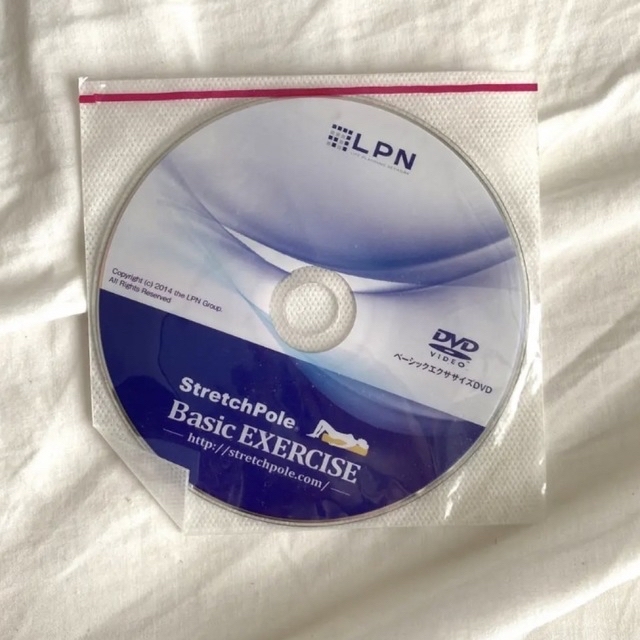 LPN
Copyright (c) 2014 the LPN Group.
All Rights Reserved
DVD
VIDEO
ベーシックエクササイズDVD
StretchPole
Basic EXERCISE
http://stretchpole.com/